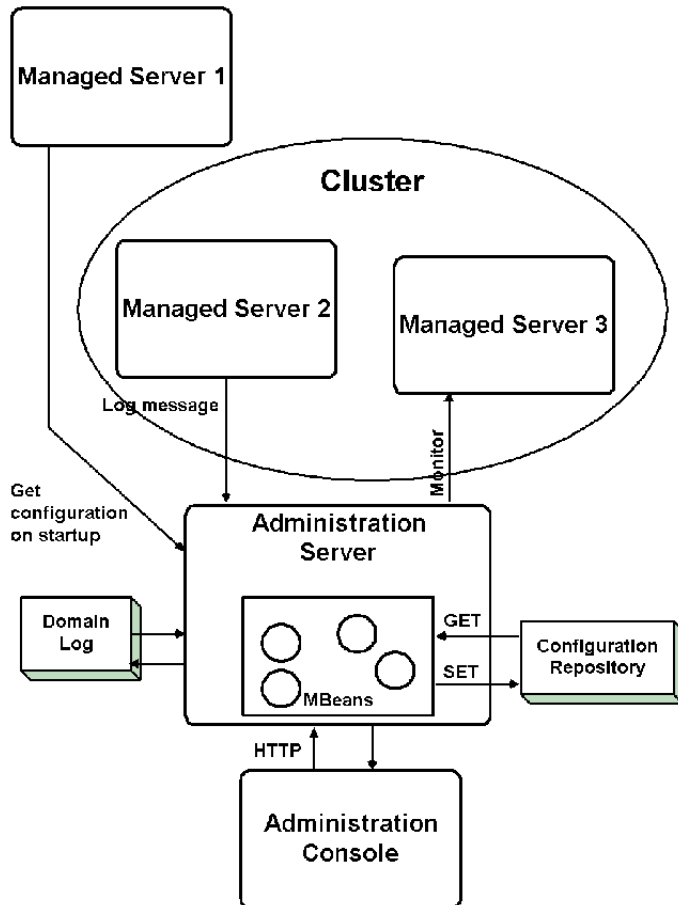 Managed Server 1
Cluster
Managed Server 2
Managed Server 3
Log message
Monitor
Get
configuration
on startup
Administration
Server
Domain
Log
GET
SET
Configuration
Repository
MBeans
HTTP
Administration
Console